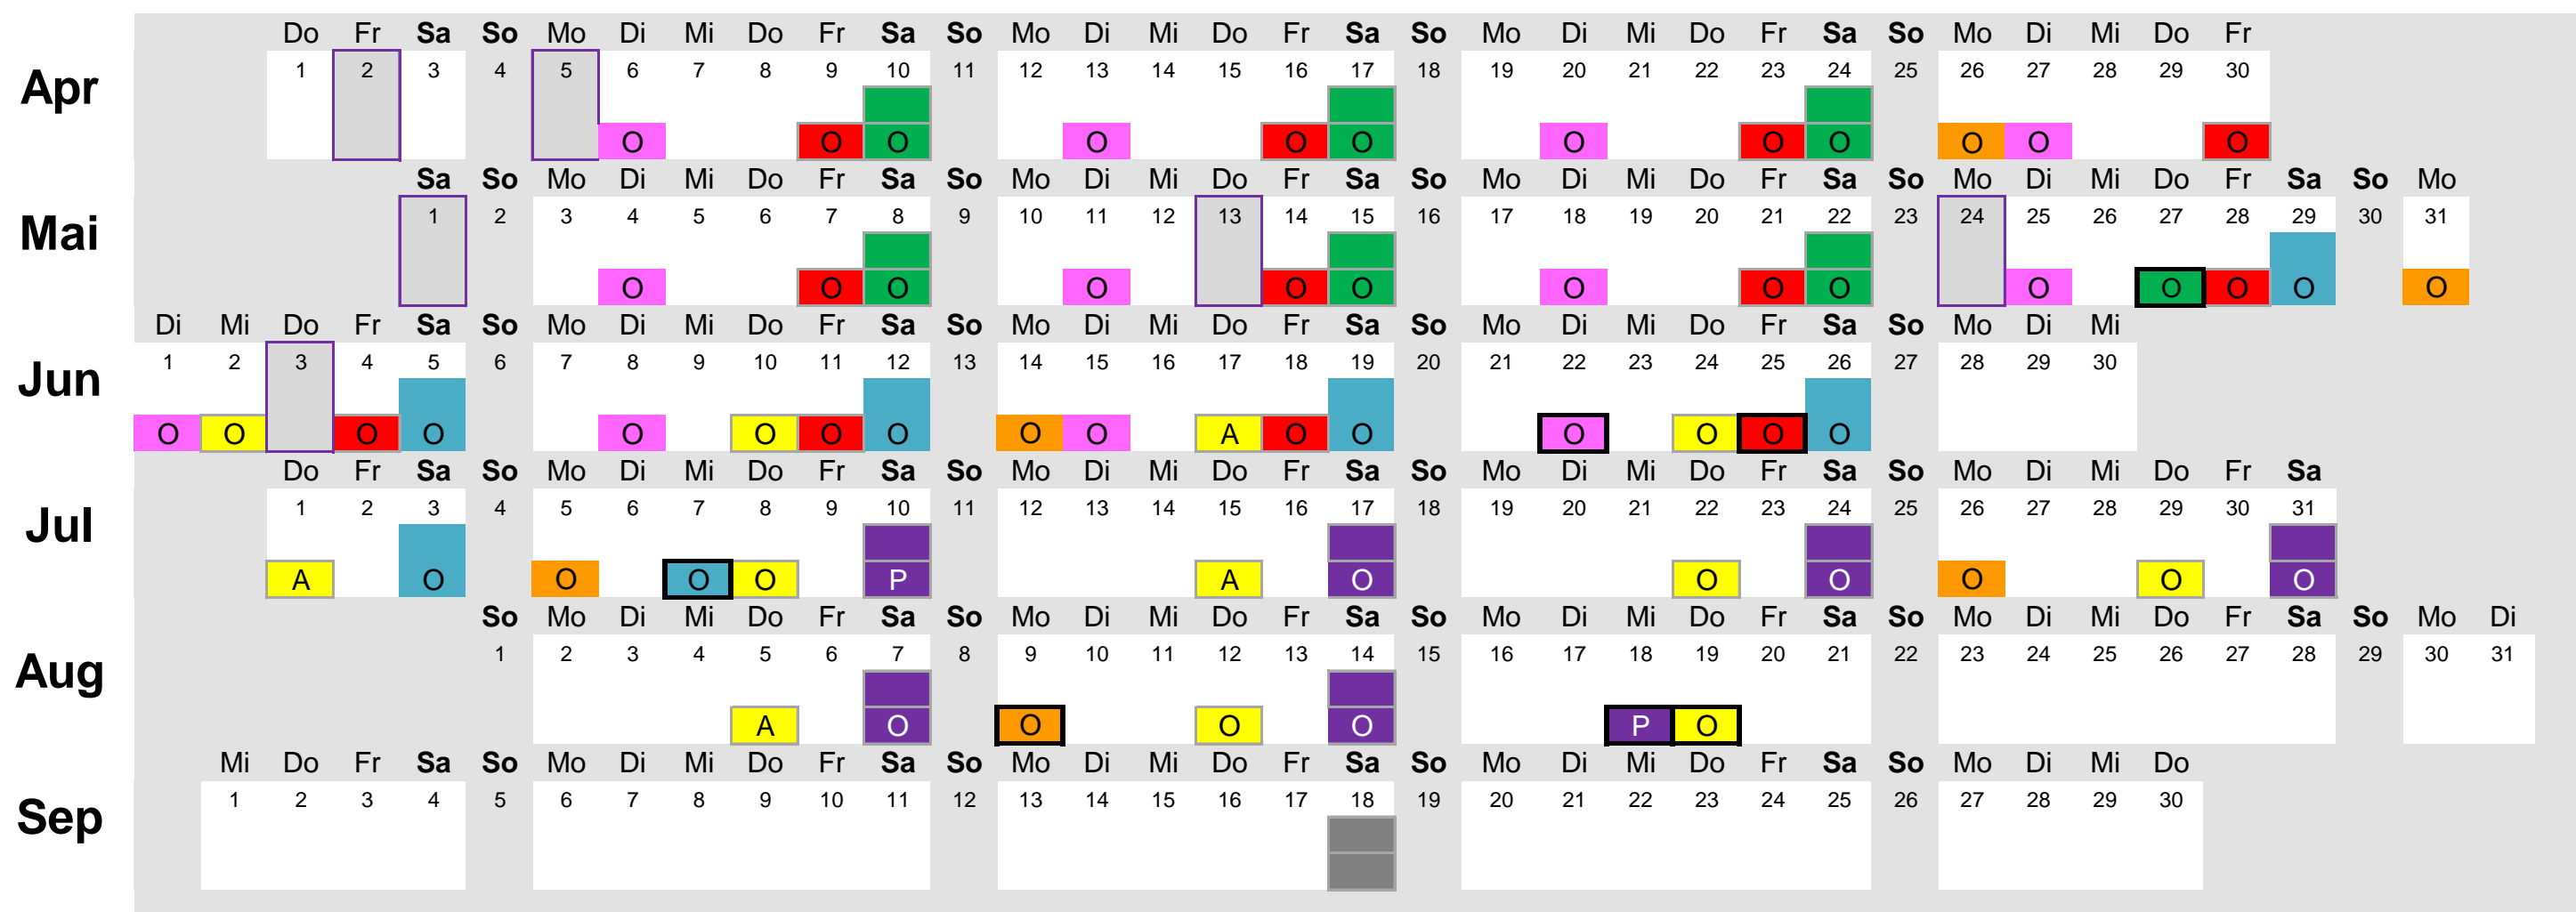 Do Fr Sa So Mo Di Mi Do Fr Sa So Mo Di Mi Do Fr Sa So Mo Di Mi Do Fr Sa So Mo Di Mi Do Fr
Apr
1 2 3 4 5 6 7 8 9 10 11 12 13 14 15 16 17 18 19 20 21 22 23 24 25 26 27 28 29 30
O O O O O O O O O O O O
Sa So Mo Di Mi Do Fr Sa So Mo Di Mi Do Fr Sa So Mo Di Mi Do Fr Sa So Mo Di Mi Do Fr Sa So Mo
Mai
1 2 3 4 5 6 7 8 9 10 11 12 13 14 15 16 17 18 19 20 21 22 23 24 25 26 27 28 29 30 31
O O O O O O O O O O O O O O
Di Mi Do Fr Sa So Mo Di Mi Do Fr Sa So Mo Di Mi Do Fr Sa So Mo Di Mi Do Fr Sa So Mo Di Mi
Jun
1 2 3 4 5 6 7 8 9 10 11 12 13 14 15 16 17 18 19 20 21 22 23 24 25 26 27 28 29 30
O O O O O O O O O O A O O O O O O
Do Fr Sa So Mo Di Mi Do Fr Sa So Mo Di Mi Do Fr Sa So Mo Di Mi Do Fr Sa So Mo Di Mi Do Fr Sa
Jul
1 2 3 4 5 6 7 8 9 10 11 12 13 14 15 16 17 18 19 20 21 22 23 24 25 26 27 28 29 30 31
A O O O O P A O O O O O O
So Mo Di Mi Do Fr Sa So Mo Di Mi Do Fr Sa So Mo Di Mi Do Fr Sa So Mo Di Mi Do Fr Sa So Mo Di
Aug
1 2 3 4 5 6 7 8 9 10 11 12 13 14 15 16 17 18 19 20 21 22 23 24 25 26 27 28 29 30 31
A O O O O P O
Mi Do Fr Sa So Mo Di Mi Do Fr Sa So Mo Di Mi Do Fr Sa So Mo Di Mi Do Fr Sa So Mo Di Mi Do
Sep
1 2 3 4 5 6 7 8 9 10 11 12 13 14 15 16 17 18 19 20 21 22 23 24 25 26 27 28 29 30